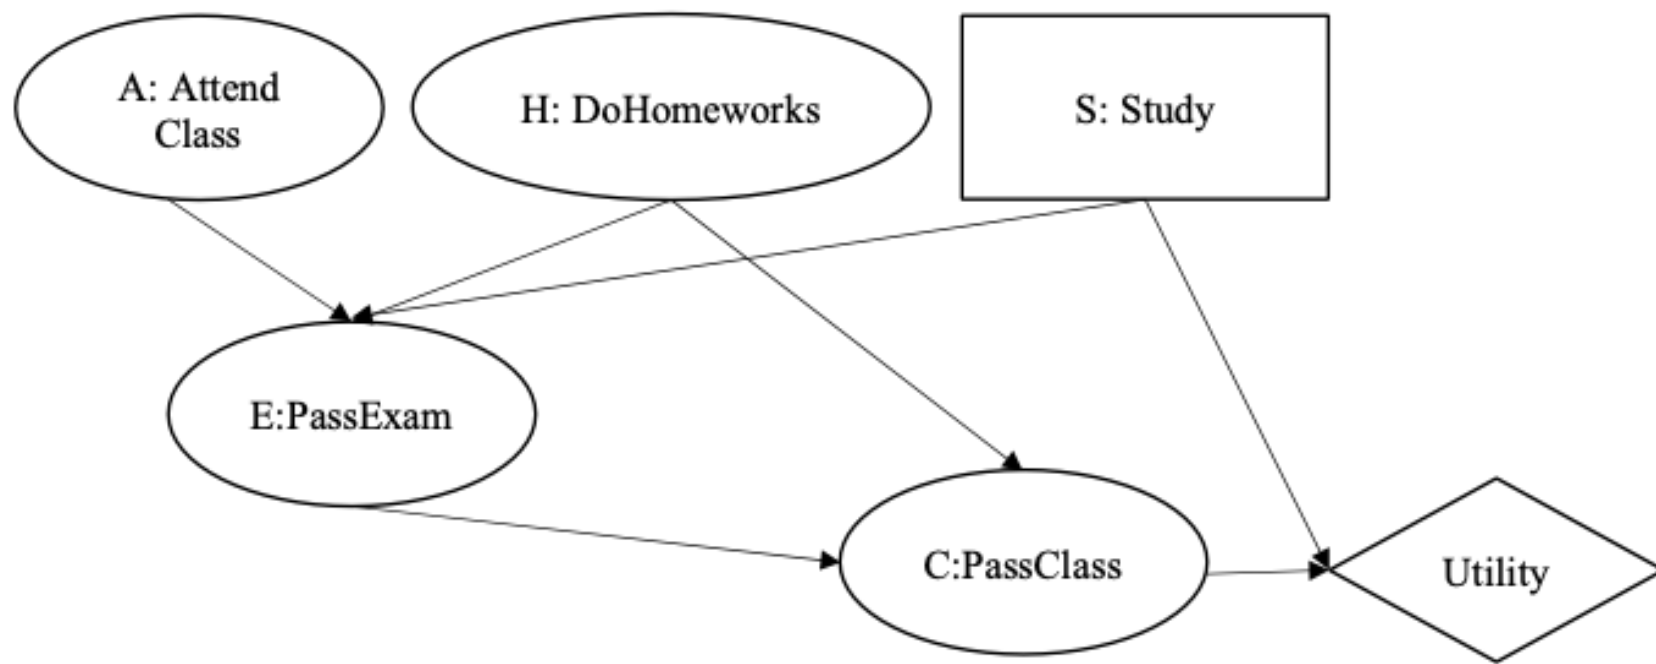 A: Attend
Class
H: DoHomeworks
S: Study
E:PassExam
C:PassClass
Utility